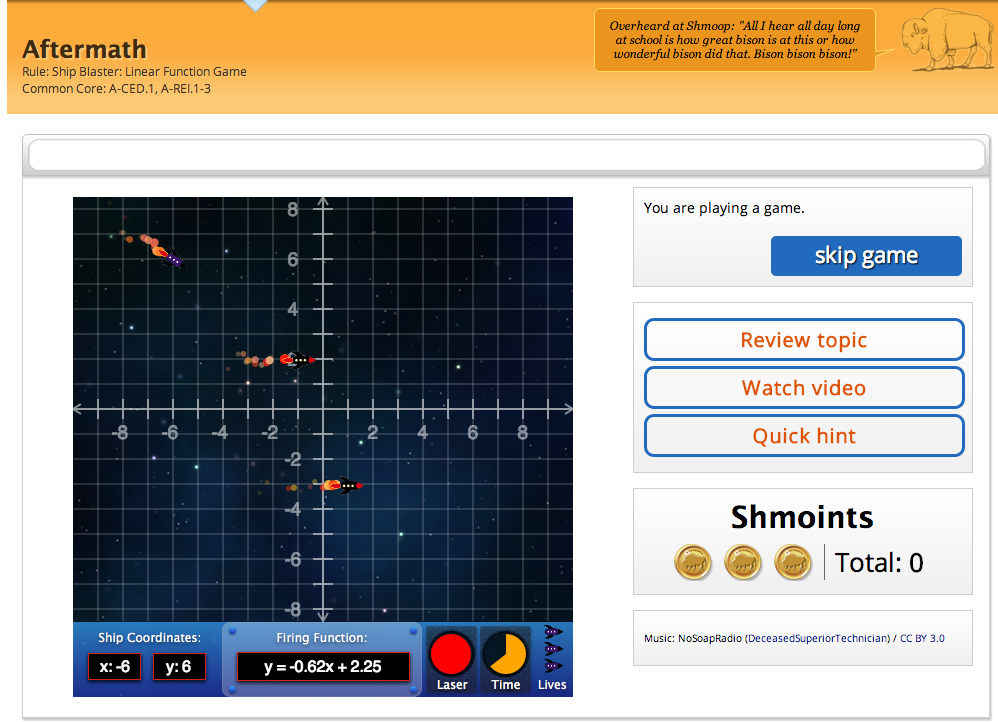 Aftermath
Rule: Ship Blaster: Linear Function Game
Common Core: A-CED.1, A-REI.1-3
Overheard at Shmoop: "All I hear all day long
at school is how great bison is at this or how
wonderful bison did that. Bison bison bison!"
You are playing a game.
skip game
Review topic
Watch video
Quick hint
Shmoints
Total: 0
Music: NoSoapRadio (DeceasedSuperiorTechnician) / CC BY 3.0
8
6
4
2
-8 -6 -4 -2 2 4 6 8
-2
-4
-6
-8
Ship Coordinates:
x: -6 y: 6
Firing Function:
y = -0.62x + 2.25
Laser
Time
Lives